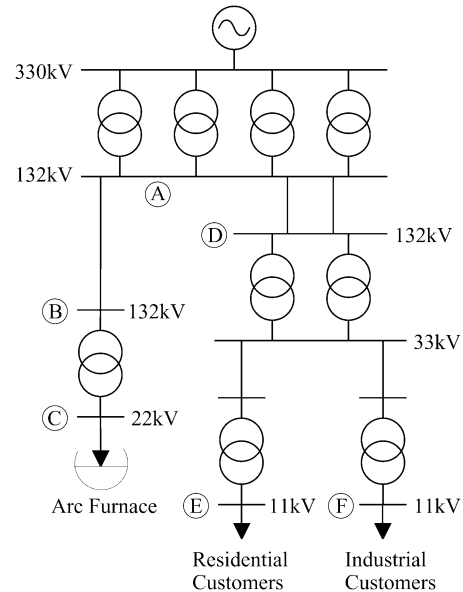 330kV
132kV
A
D
132kV
B
132kV
33kV
C
22kV
Arc Furnace
E
11kV
F
11kV
Residential
Customers
Industrial
Customers